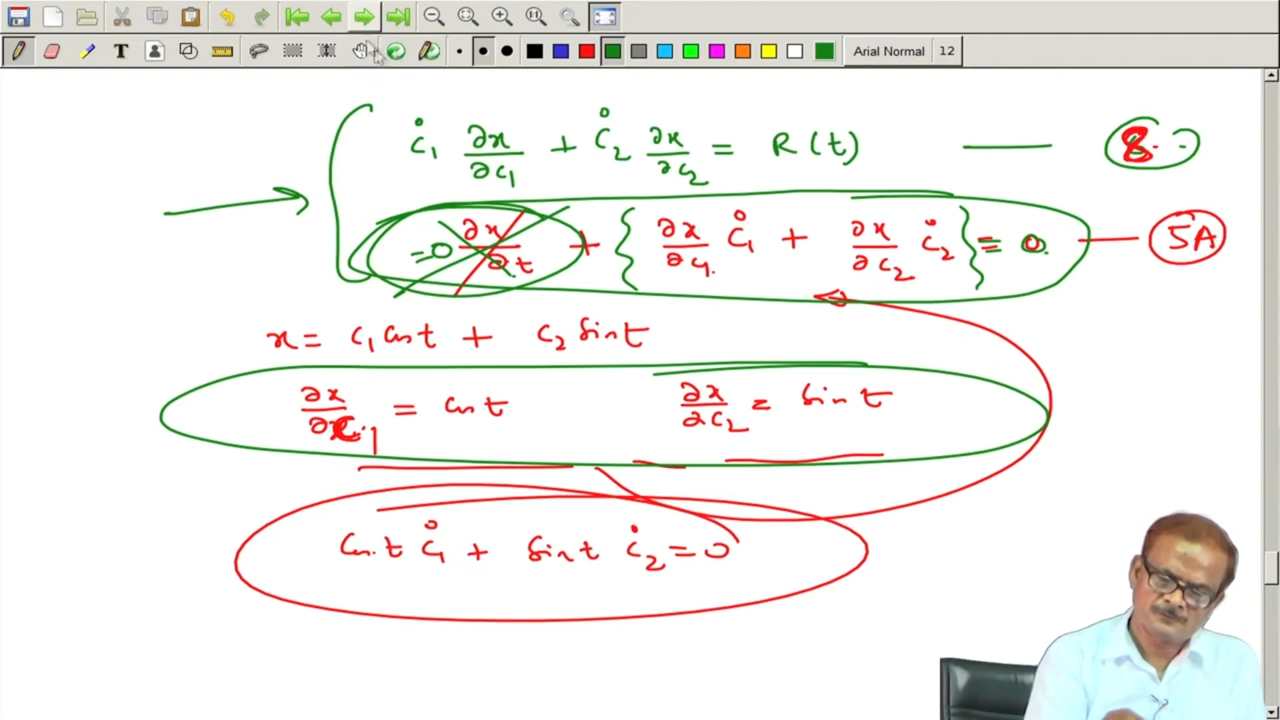 Arial Normal 12
ċ₁ ∂x/∂c₁ + ċ₂ ∂x/∂c₂ = R(t) — 8
=0 ∂x/∂t + { ∂x/∂c₁ ċ₁ + ∂x/∂c₂ ċ₂ } = 0 — 5A
x = c₁ cos t + c₂ sin t
∂x/∂c₁ = cos t ∂x/∂c₂ = sin t
cos t ċ₁ + sin t ċ₂ = 0